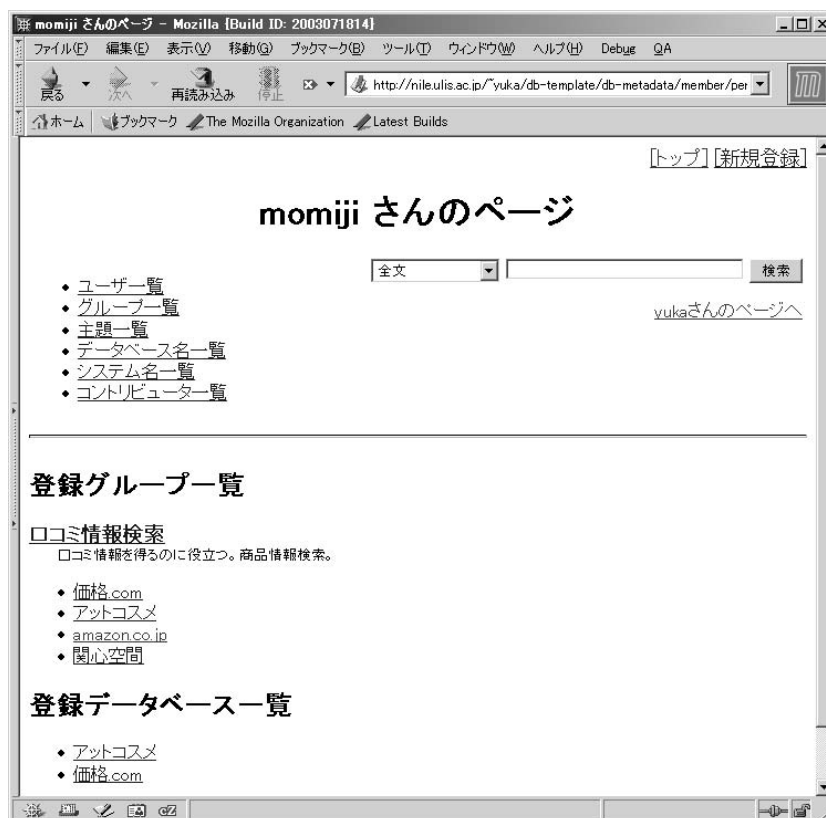 momiji さんのページ - Mozilla {Build ID: 2003071814}
ファイル(F) 編集(E) 表示(V) 移動(G) ブックマーク(B) ツール(T) ウィンドウ(W) ヘルプ(H) Debug QA
戻る 次へ 再読み込み 停止 http://nile.ulis.ac.jp/~yuka/db-template/db-metadata/member/per
ホーム ブックマーク The Mozilla Organization Latest Builds
[トップ] [新規登録]
momiji さんのページ
全文 検索
• ユーザ一覧
• グループ一覧
yukaさんのページへ
• 主題一覧
• データベース名一覧
• システム名一覧
• コントリビューター覧
登録グループ一覧
口コミ情報検索
口コミ情報を得るのに役立つ。商品情報検索。
• 価格.com
• アットコスメ
• amazon.co.jp
• 関心空間
登録データベース一覧
• アットコスメ
• 価格.com